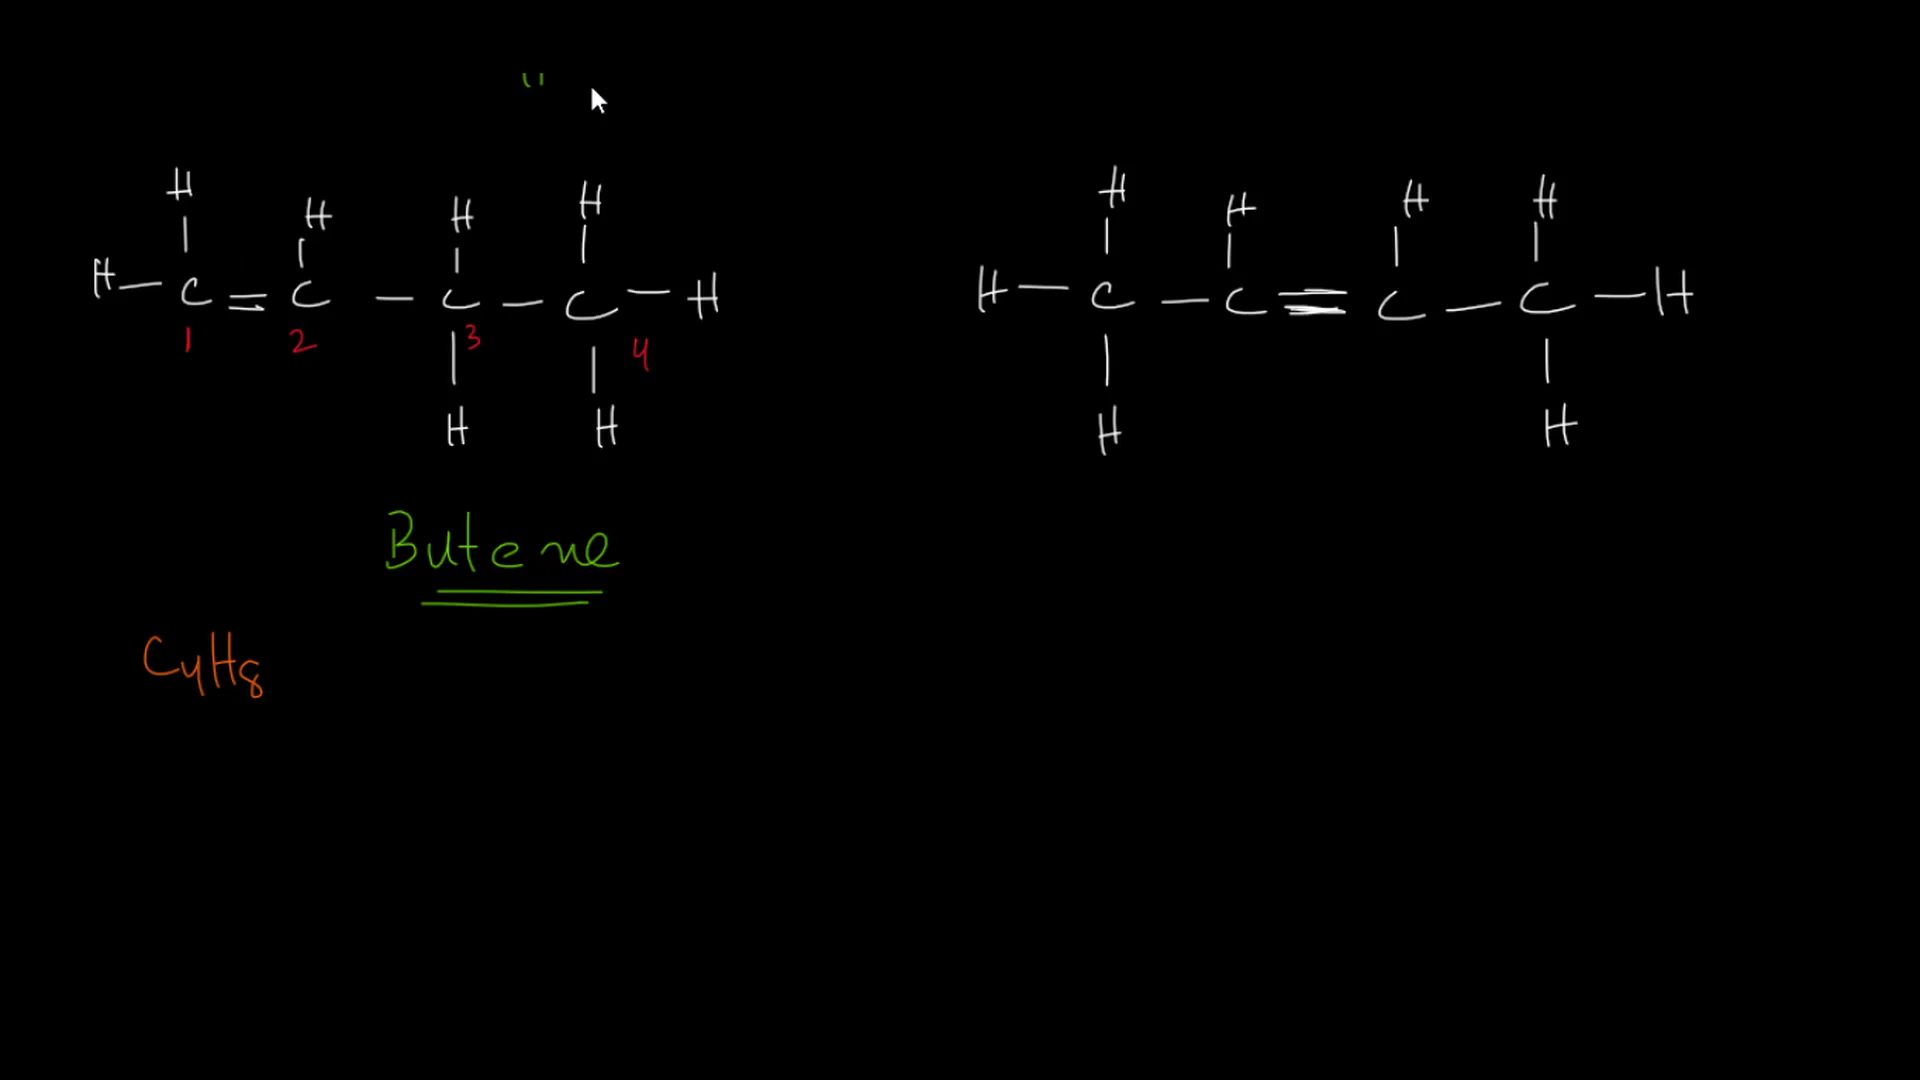 H H H H H H H H
H - C = C - C - C - H H - C - C = C - C - H
1 2 3 4
H H H H
Butene
C4H8